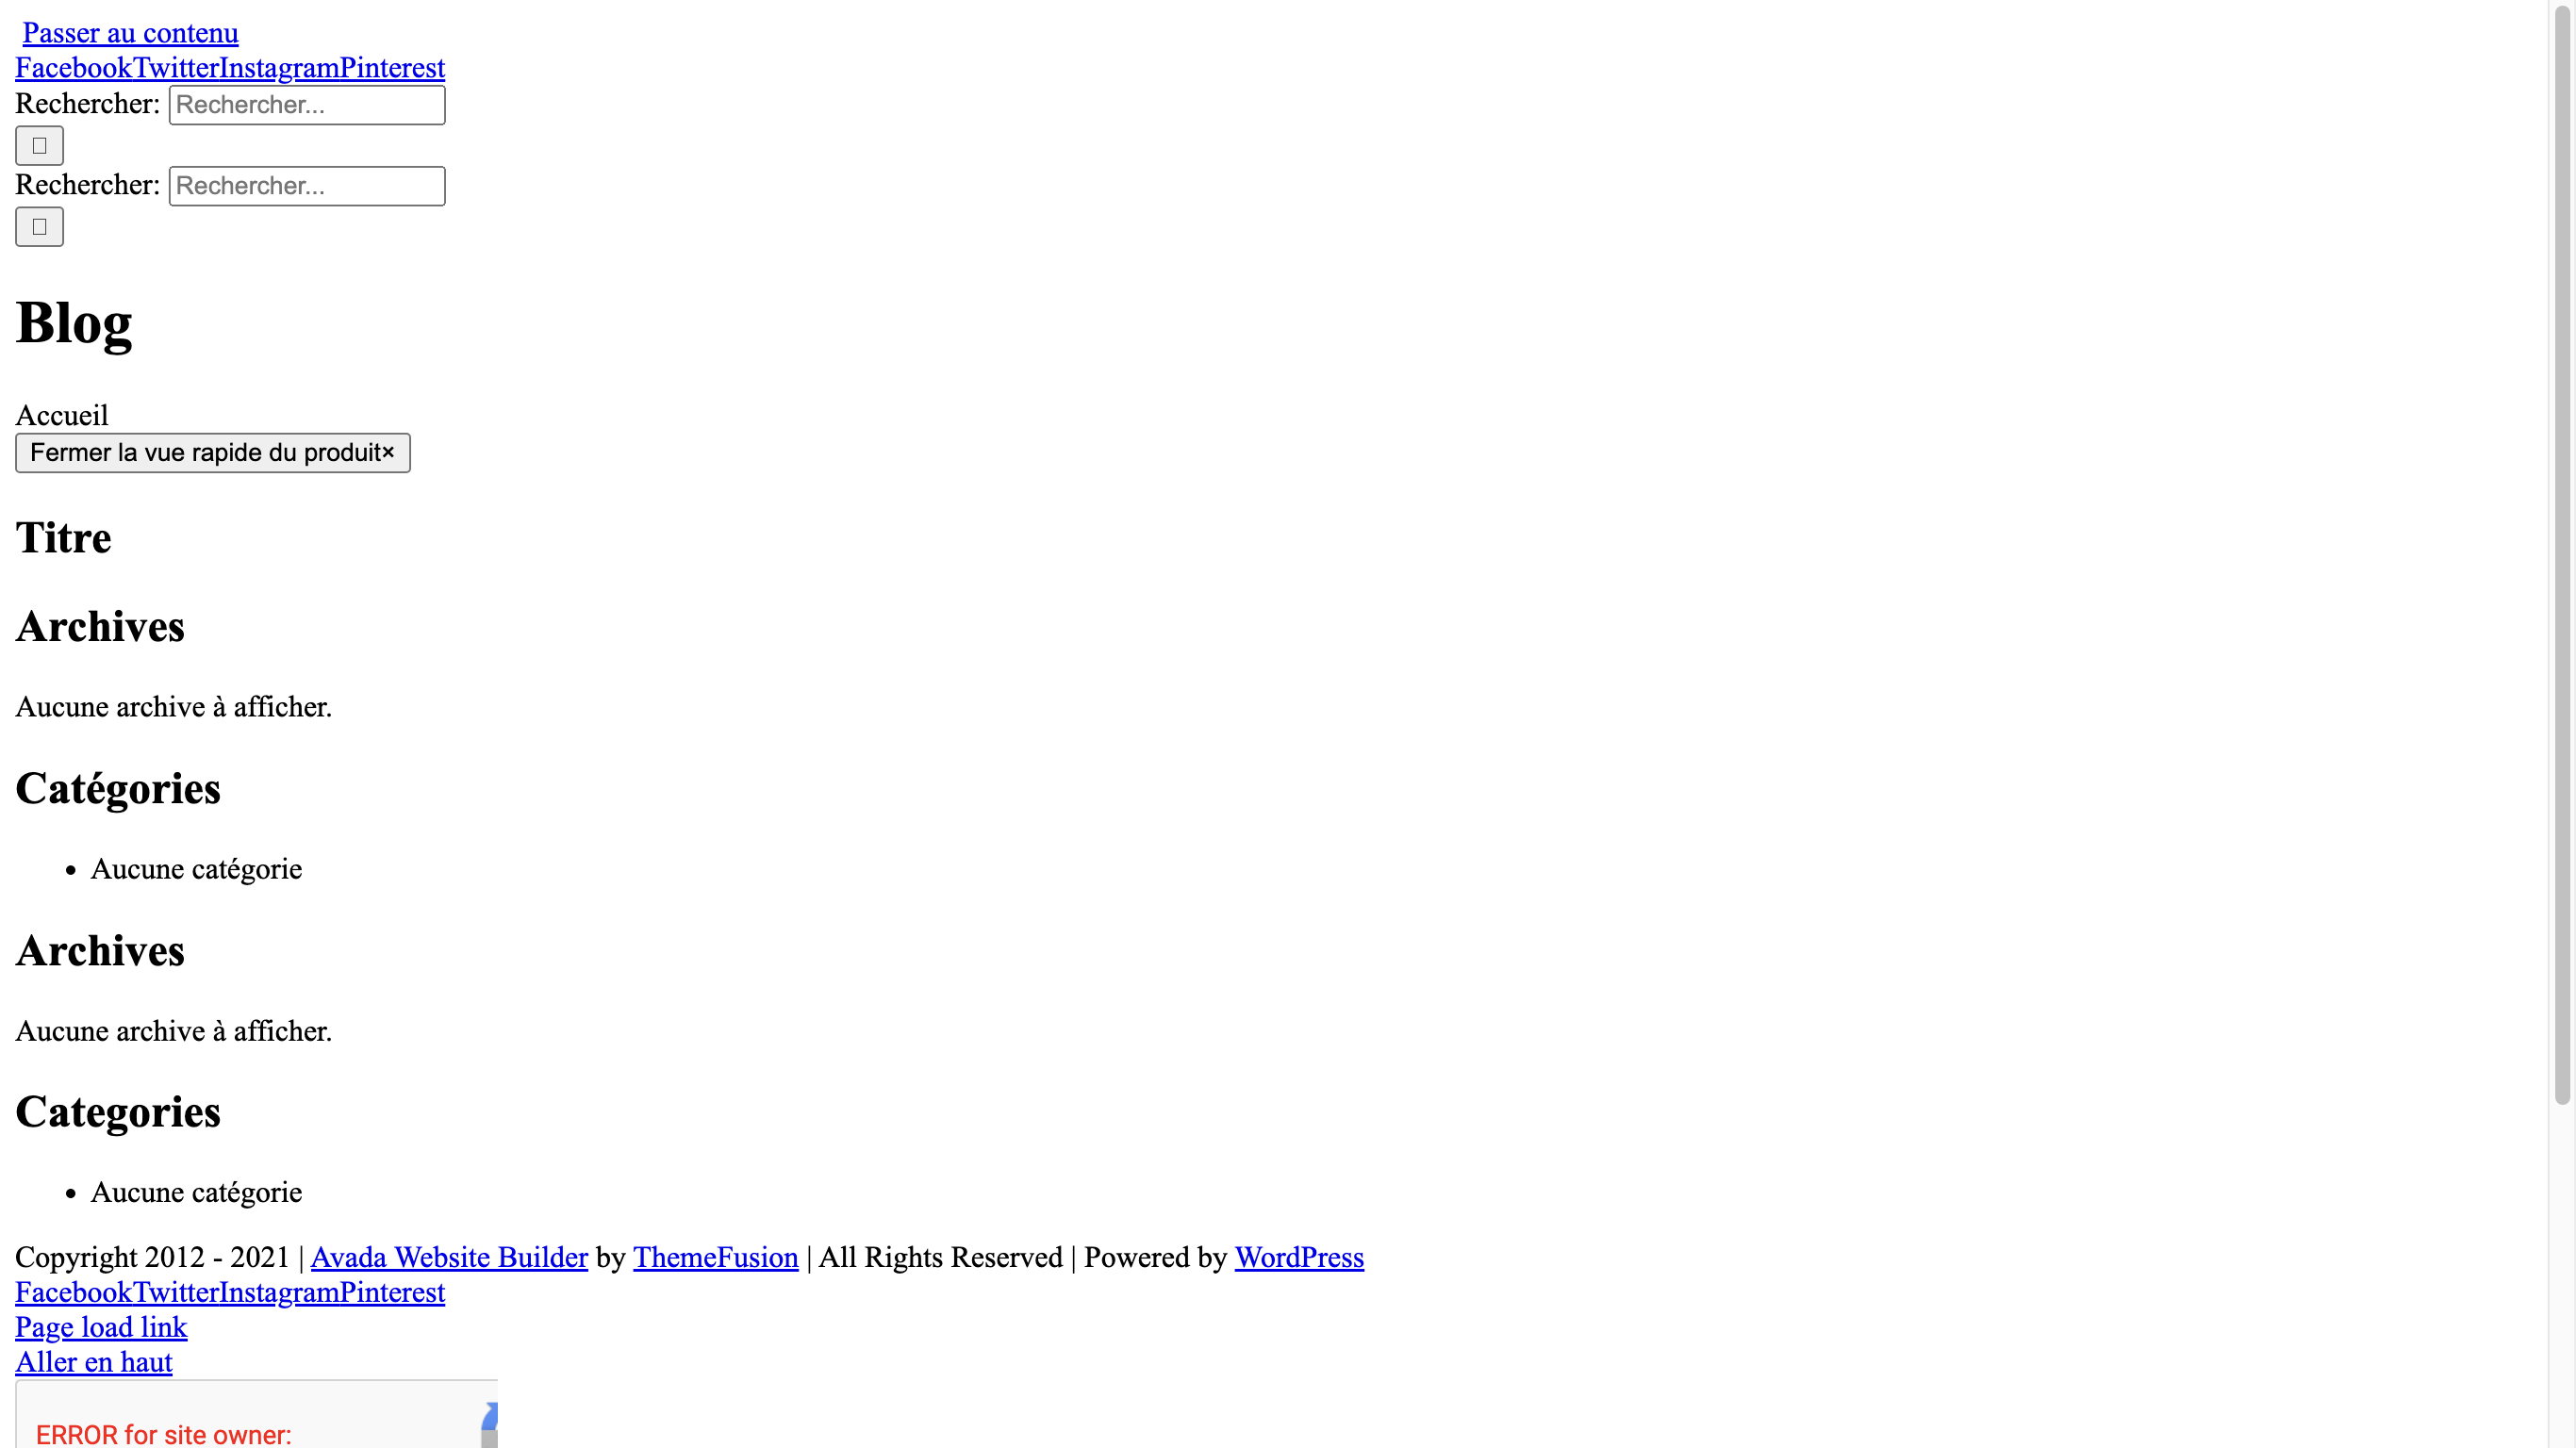 Passer au contenu
FacebookTwitterInstagramPinterest
Rechercher: Rechercher...
Rechercher: Rechercher...
Blog
Accueil
Fermer la vue rapide du produit×
Titre
Archives
Aucune archive à afficher.
Catégories
• Aucune catégorie
Archives
Aucune archive à afficher.
Categories
• Aucune catégorie
Copyright 2012 - 2021 | Avada Website Builder by ThemeFusion | All Rights Reserved | Powered by WordPress
FacebookTwitterInstagramPinterest
Page load link
Aller en haut
ERROR for site owner: